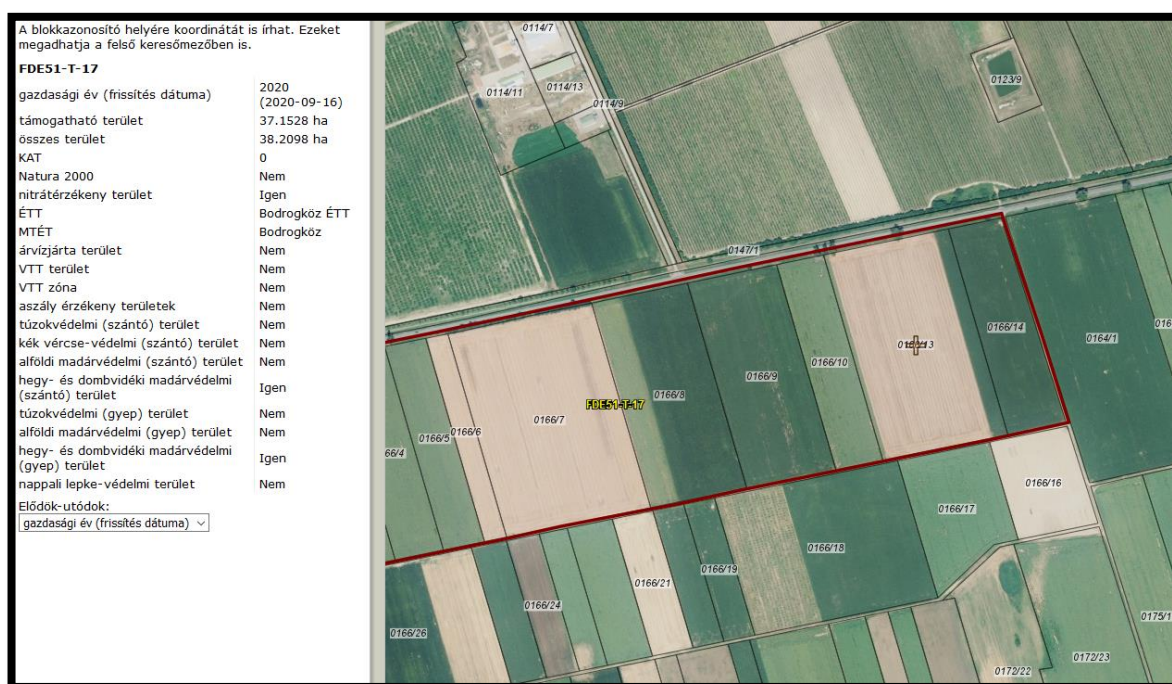 A blokkazonosító helyére koordinátát is írhat. Ezeket
megadhatja a felső keresőmezőben is.
FDE51-T-17
gazdasági év (frissítés dátuma) 2020
(2020-09-16)
támogatható terület 37.1528 ha
összes terület 38.2098 ha
KAT 0
Natura 2000 Nem
nitrátérzékeny terület Igen
ÉTT Bodrogköz ÉTT
MTÉT Bodrogköz
árvízjárta terület Nem
VTT terület Nem
VTT zóna Nem
aszály érzékeny területek Nem
túzokvédelmi (szántó) terület Nem
kék vércse-védelmi (szántó) terület Nem
alföldi madárvédelmi (szántó) terület Nem
hegy- és dombvidéki madárvédelmi
(szántó) terület Igen
túzokvédelmi (gyep) terület Nem
alföldi madárvédelmi (gyep) terület Nem
hegy- és dombvidéki madárvédelmi
(gyep) terület Igen
nappali lepke-védelmi terület Nem
Elődök-utódok:
gazdasági év (frissítés dátuma)
0114/7
0114/11
0114/13
0114/9
0123/9
0147/1
0166/14
0164/1
016
0166/10
0166/9
0166/8
FDE51-T-17
0166/7
0166/6
0166/5
66/4
0166/16
0166/17
0166/18
0166/19
0166/21
0166/24
0166/26
0175/1
0172/23
0172/22